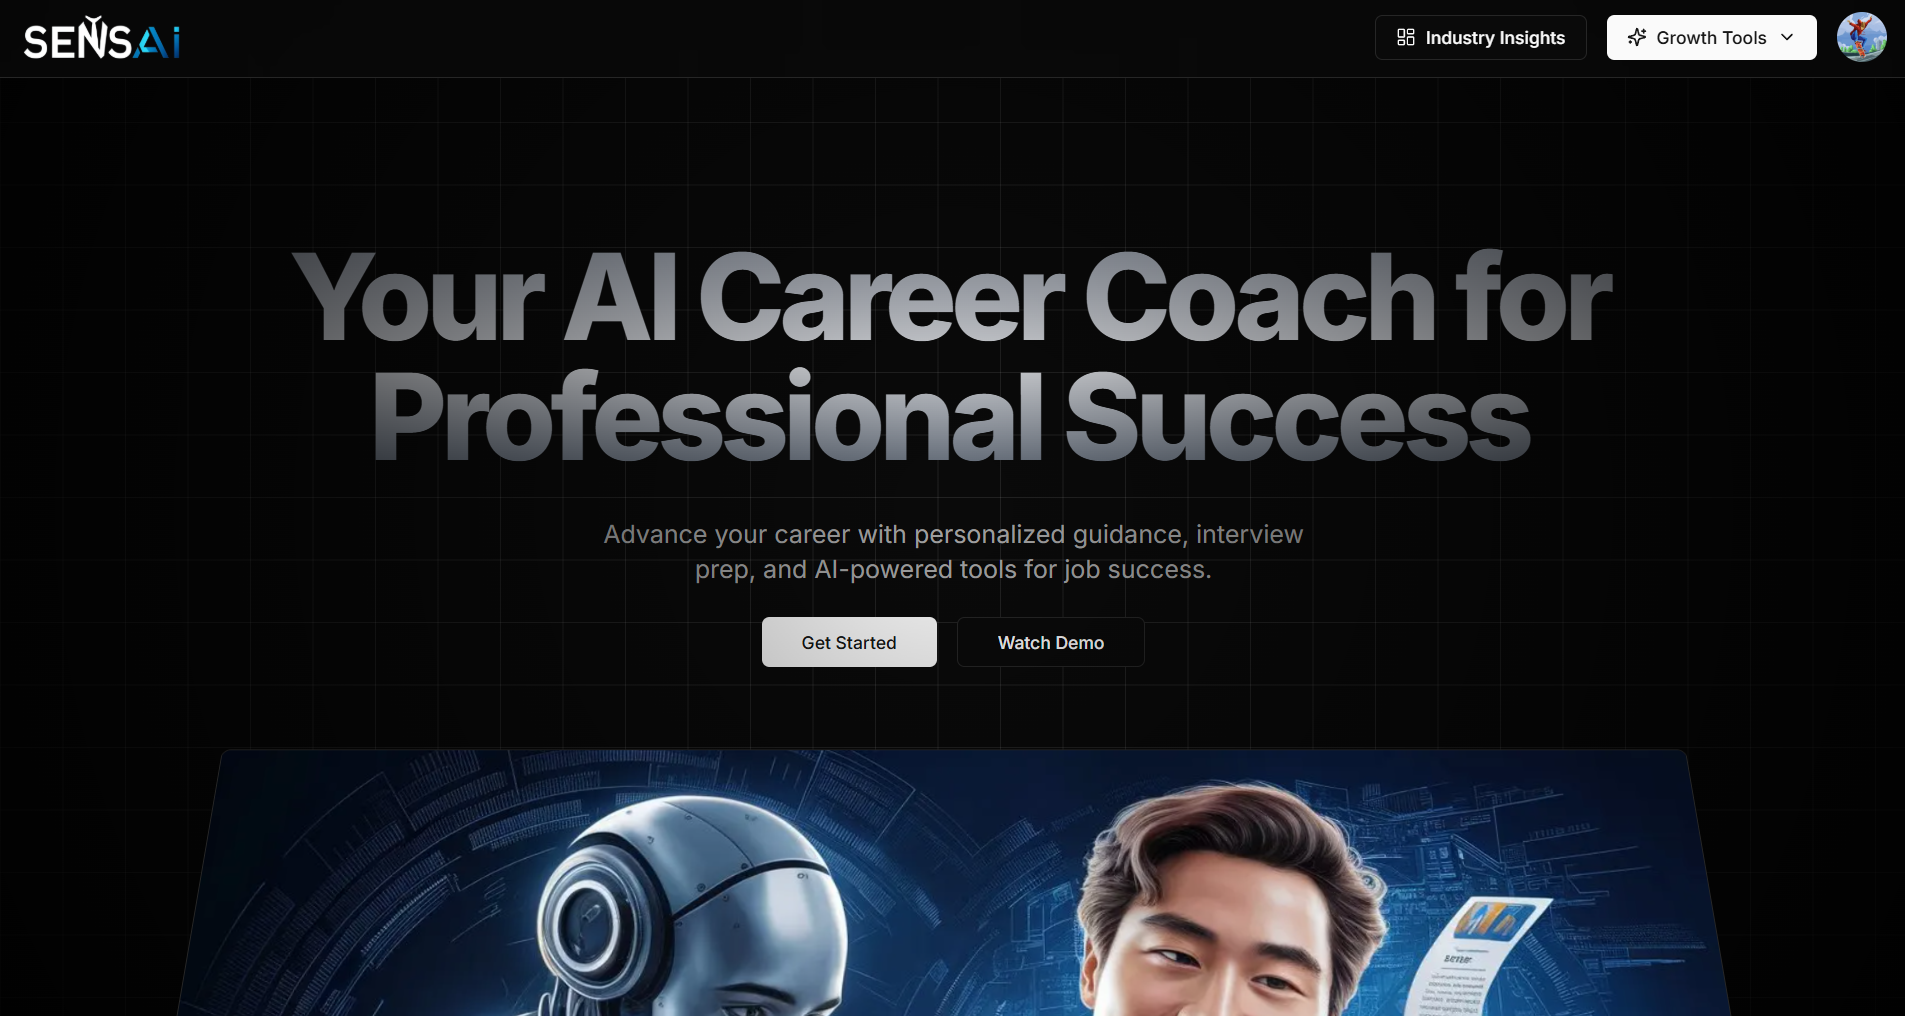 SENSAi
Industry Insights
Growth Tools
Your AI Career Coach for
Professional Success
Advance your career with personalized guidance, interview
prep, and AI-powered tools for job success.
Get Started
Watch Demo